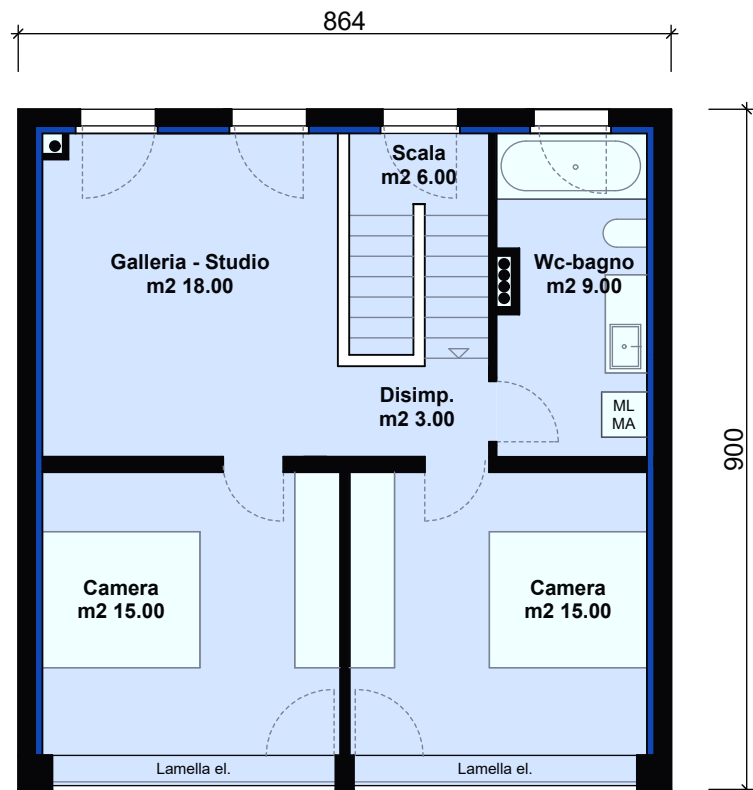 864
Scala
m2 6.00
Galleria - Studio
m2 18.00
Wc-bagno
m2 9.00
Disimp.
m2 3.00
ML
MA
900
Camera
m2 15.00
Camera
m2 15.00
Lamella el.
Lamella el.